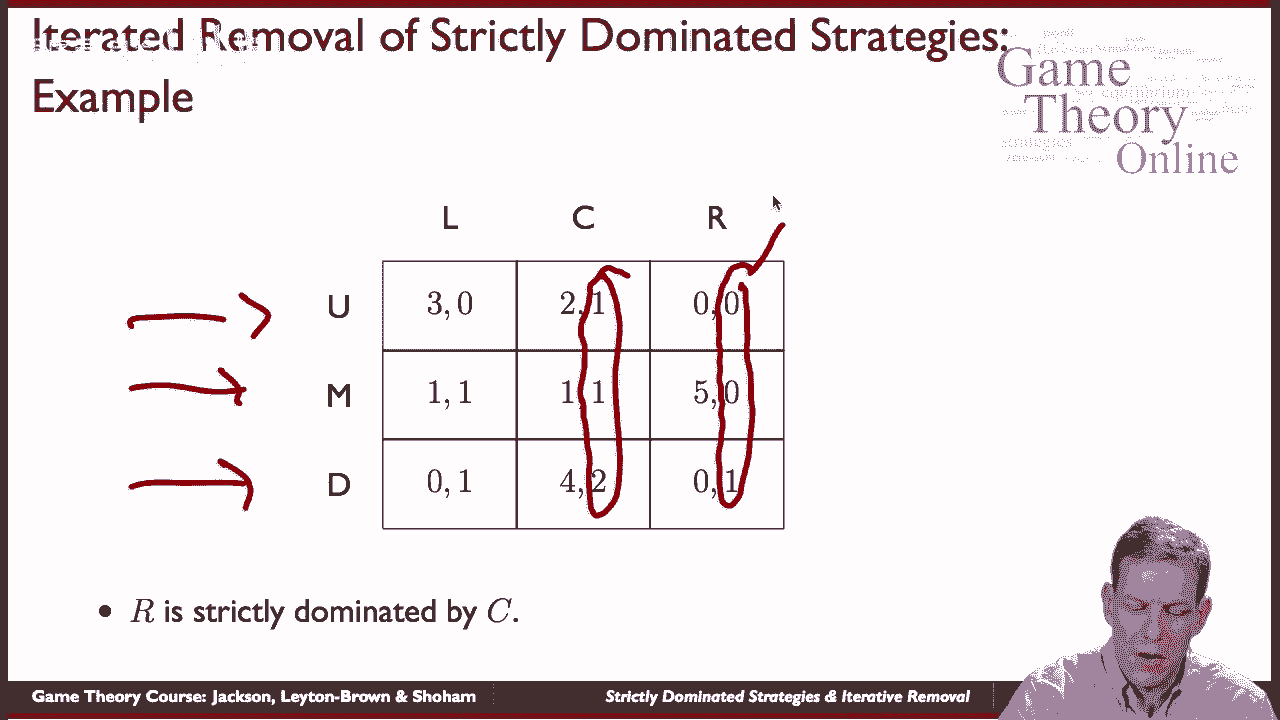 Iterated Removal of Strictly Dominated Strategies:
Example
Game
Theory
Online
L C R
U 3, 0 2, 1 0, 0
M 1, 1 1, 1 5, 0
D 0, 1 4, 2 0, 1
• R is strictly dominated by C.
Game Theory Course: Jackson, Leyton-Brown & Shoham Strictly Dominated Strategies & Iterative Removal